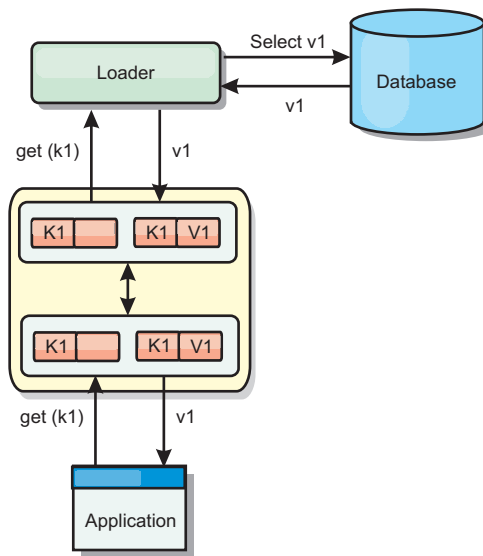 Loader
Select v1
v1
Database
get (k1)
v1
K1
K1 V1
K1
K1 V1
get (k1)
v1
Application